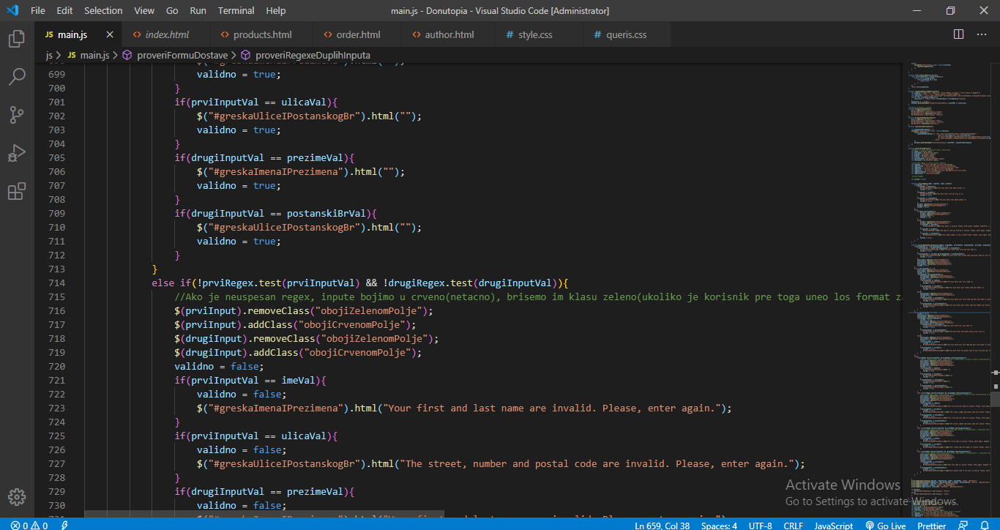 File Edit Selection View Go Run Terminal Help
main.js - Donutopia - Visual Studio Code [Administrator]
JS main.js
<> index.html
<> products.html
<> order.html
<> author.html
# style.css
# queris.css
js > JS main.js > proveriFormuDostave > proveriRegexeDuplihInputa
699 validno = true;
700 }
701 if(prviInputVal == ulicaVal){
702 $("#greskaUliceIPostanskogBr").html("");
703 validno = true;
704 }
705 if(drugiInputVal == prezimeVal){
706 $("#greskaImenaIPrezimena").html("");
707 validno = true;
708 }
709 if(drugiInputVal == postanskiBrVal){
710 $("#greskaUliceIPostanskogBr").html("");
711 validno = true;
712 }
713 }
714 else if(!prviRegex.test(prviInputVal) && !drugiRegex.test(drugiInputVal)){
715 //Ako je neuspesan regex, inpute bojimo u crveno(netacno), brisemo im klasu zeleno(ukoliko je korisnik pre toga uneo los format z
716 $(prviInput).removeClass("obojiZelenomPolje");
717 $(prviInput).addClass("obojiCrvenomPolje");
718 $(drugiInput).removeClass("obojiZelenomPolje");
719 $(drugiInput).addClass("obojiCrvenomPolje");
720 validno = false;
721 if(prviInputVal == imeVal){
722 validno = false;
723 $("#greskaImenaIPrezimena").html("Your first and last name are invalid. Please, enter again.");
724 }
725 if(prviInputVal == ulicaVal){
726 validno = false;
727 $("#greskaUliceIPostanskogBr").html("The street, number and postal code are invalid. Please, enter again.");
728 }
729 if(drugiInputVal == prezimeVal){
730 validno = false;
Activate Windows
Go to Settings to activate Windows.
0 0 Ln 659, Col 38 Spaces: 4 UTF-8 CRLF JavaScript Go Live Prettier